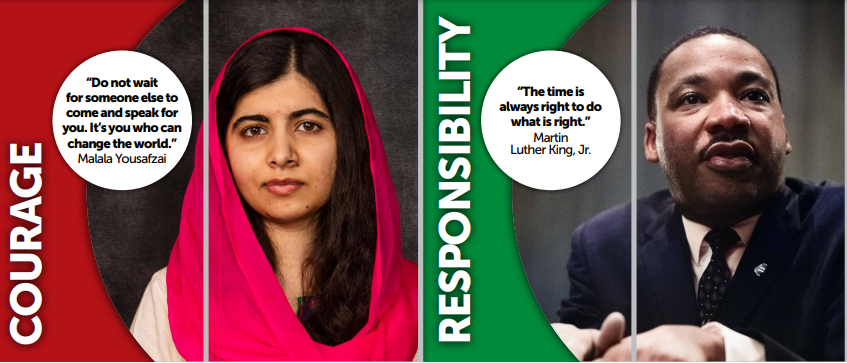 COURAGE
“Do not wait
for someone else to
come and speak for
you. It’s you who can
change the world.”
Malala Yousafzai
RESPONSIBILITY
“The time is
always right to do
what is right.”
Martin
Luther King, Jr.